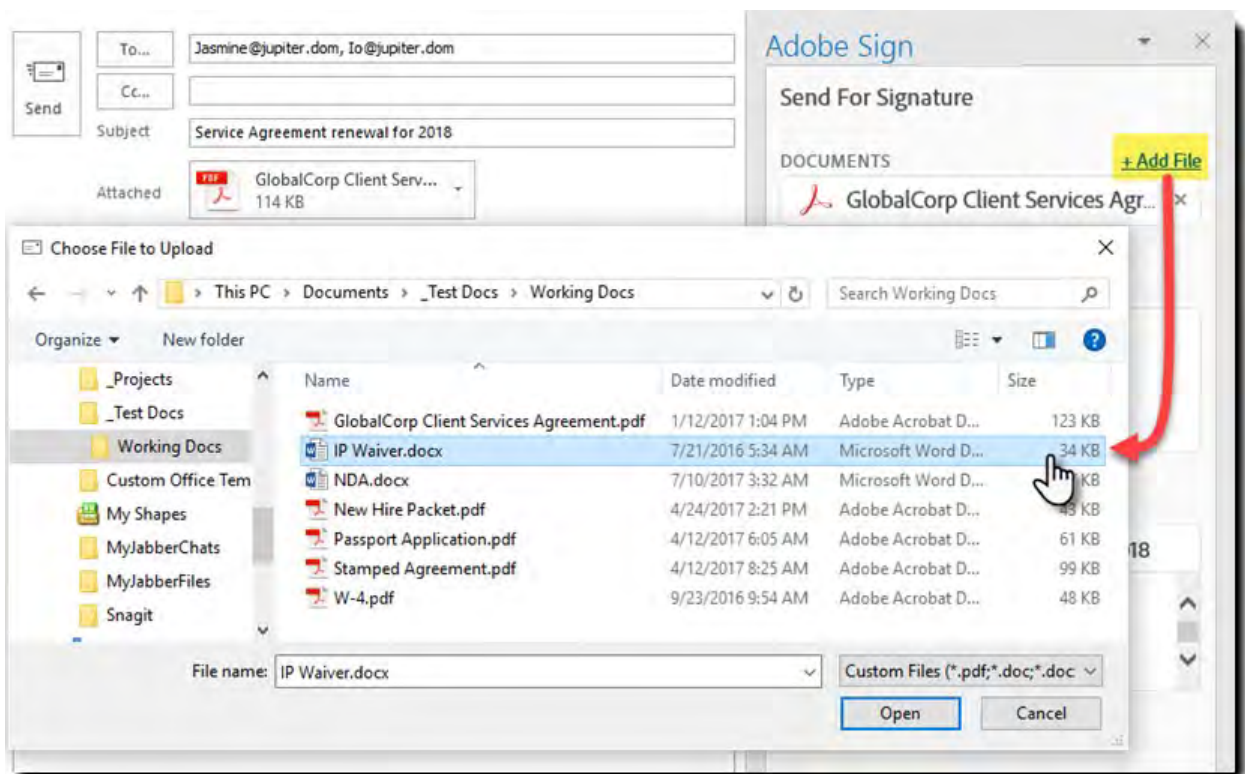 To...
Jasmine@jupiter.dom, Io@jupiter.dom
Cc...
Send
Subject
Service Agreement renewal for 2018
Attached
PDF
GlobalCorp Client Serv...
114 KB
Adobe Sign
Send For Signature
DOCUMENTS
+ Add File
GlobalCorp Client Services Agr...
Choose File to Upload
This PC > Documents > _Test Docs > Working Docs
Search Working Docs
Organize
New folder
_Projects
_Test Docs
Working Docs
Custom Office Tem
My Shapes
MyJabberChats
MyJabberFiles
Snagit
Name Date modified Type Size
GlobalCorp Client Services Agreement.pdf 1/12/2017 1:04 PM Adobe Acrobat D... 123 KB
IP Waiver.docx 7/21/2016 5:34 AM Microsoft Word D... 34 KB
NDA.docx 7/10/2017 3:32 AM Microsoft Word D... KB
New Hire Packet.pdf 4/24/2017 2:21 PM Adobe Acrobat D... 43 KB
Passport Application.pdf 4/12/2017 6:05 AM Adobe Acrobat D... 61 KB
Stamped Agreement.pdf 4/12/2017 8:25 AM Adobe Acrobat D... 99 KB
W-4.pdf 9/23/2016 9:54 AM Adobe Acrobat D... 48 KB
18
File name: IP Waiver.docx
Custom Files (*.pdf;*.doc;*.doc
Open
Cancel